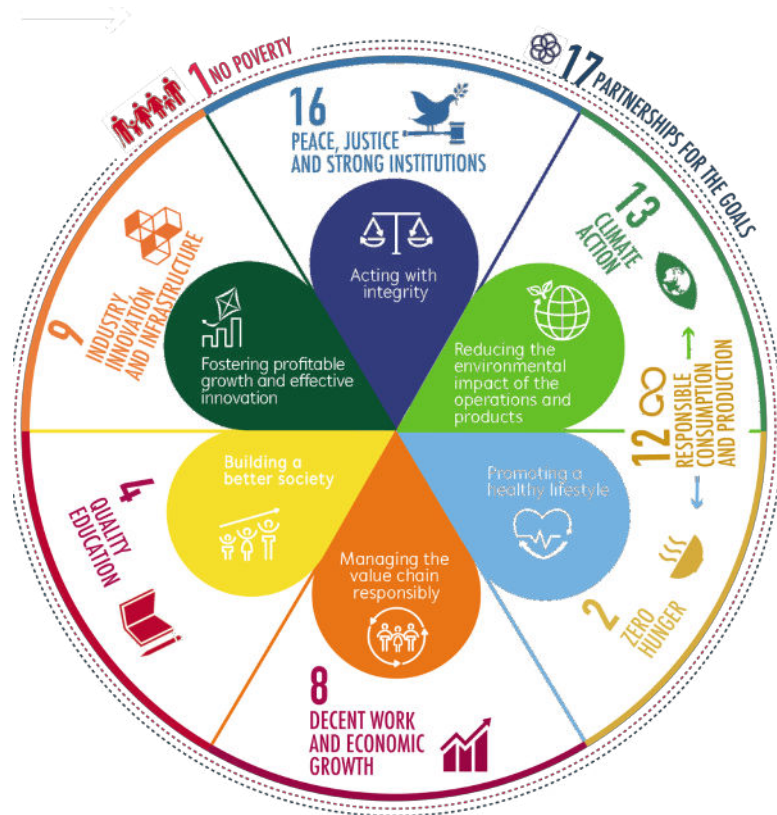 1 NO POVERTY
17 PARTNERSHIPS FOR THE GOALS
16
PEACE, JUSTICE
AND STRONG INSTITUTIONS
Acting with
integrity
13
CLIMATE
ACTION
Reducing the
environmental
impact of the
operations and
products
12
RESPONSIBLE
CONSUMPTION
AND PRODUCTION
Promoting a
healthy lifestyle
2
ZERO
HUNGER
Managing the
value chain
responsibly
8
DECENT WORK
AND ECONOMIC
GROWTH
Building a
better society
4
QUALITY
EDUCATION
Fostering profitable
growth and effective
innovation
9
INDUSTRY,
INNOVATION
AND INFRASTRUCTURE